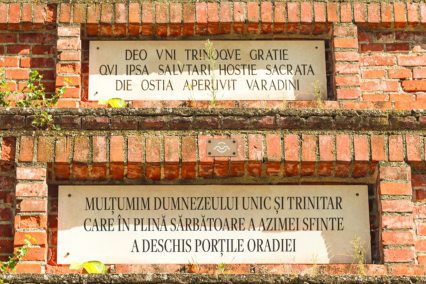 DEO VNI TRINOQVE GRATIE
QVI IPSA SALVTARI HOSTIE SACRATA
DIE OSTIA APERUVIT VARADINI
MULȚUMIM DUMNEZEULUI UNIC ȘI TRINITAR
CARE ÎN PLINĂ SĂRBĂTOARE A AZIMEI SFINTE
A DESCHIS PORȚILE ORADIEI